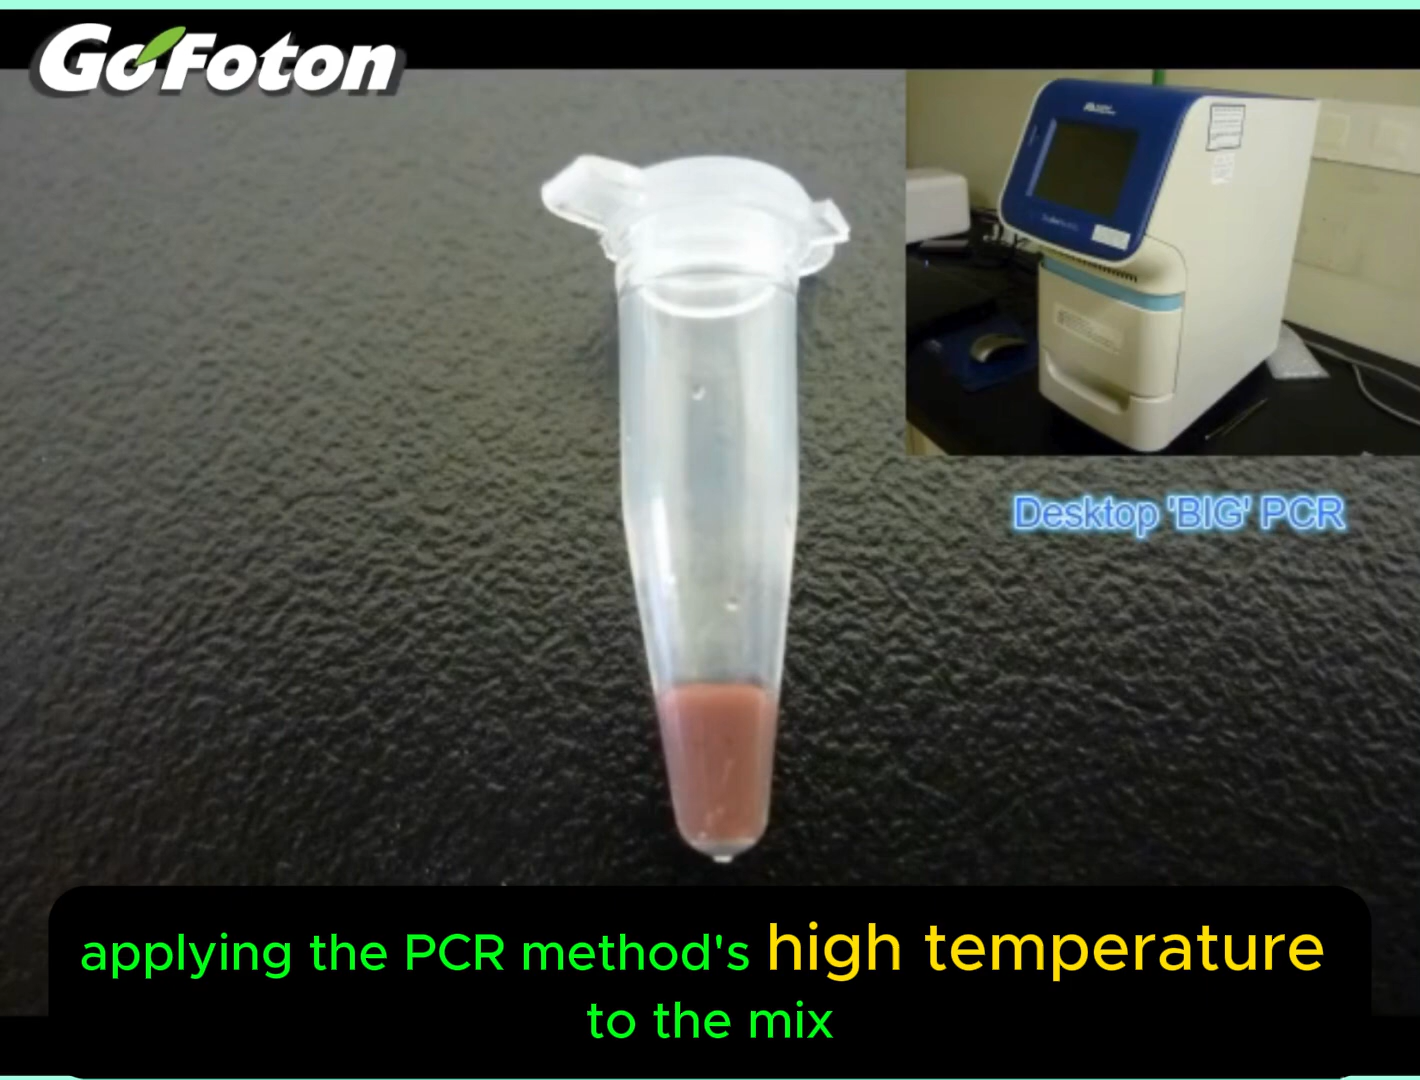 GoFoton
Desktop 'BIG' PCR
applying the PCR method's high temperature
to the mix